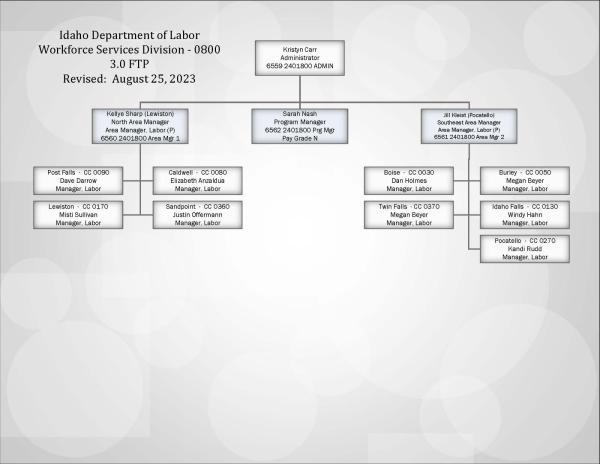 Idaho Department of Labor
Workforce Services Division - 0800
3.0 FTP
Revised: August 25, 2023
Kristyn Carr
Administrator
6559 2401800 ADMIN
Kellye Sharp (Lewiston)
North Area Manager
Area Manager, Labor (P)
6560 2401800 Area Mgr 1
Sarah Nash
Program Manager
6562 2401800 Prg Mgr
Pay Grade N
Jill Kleist (Pocatello)
Southeast Area Manager
Area Manager, Labor (P)
6561 2401800 Area Mgr 2
Post Falls - CC 0090
Dave Darrow
Manager, Labor
Caldwell - CC 0080
Elizabeth Anzaldua
Manager, Labor
Lewiston - CC 0170
Misti Sullivan
Manager, Labor
Sandpoint - CC 0360
Justin Offermann
Manager, Labor
Boise - CC 0030
Dan Holmes
Manager, Labor
Burley - CC 0050
Megan Beyer
Manager, Labor
Twin Falls - CC 0370
Megan Beyer
Manager, Labor
Idaho Falls - CC 0130
Windy Hahn
Manager, Labor
Pocatello - CC 0270
Kandi Rudd
Manager, Labor